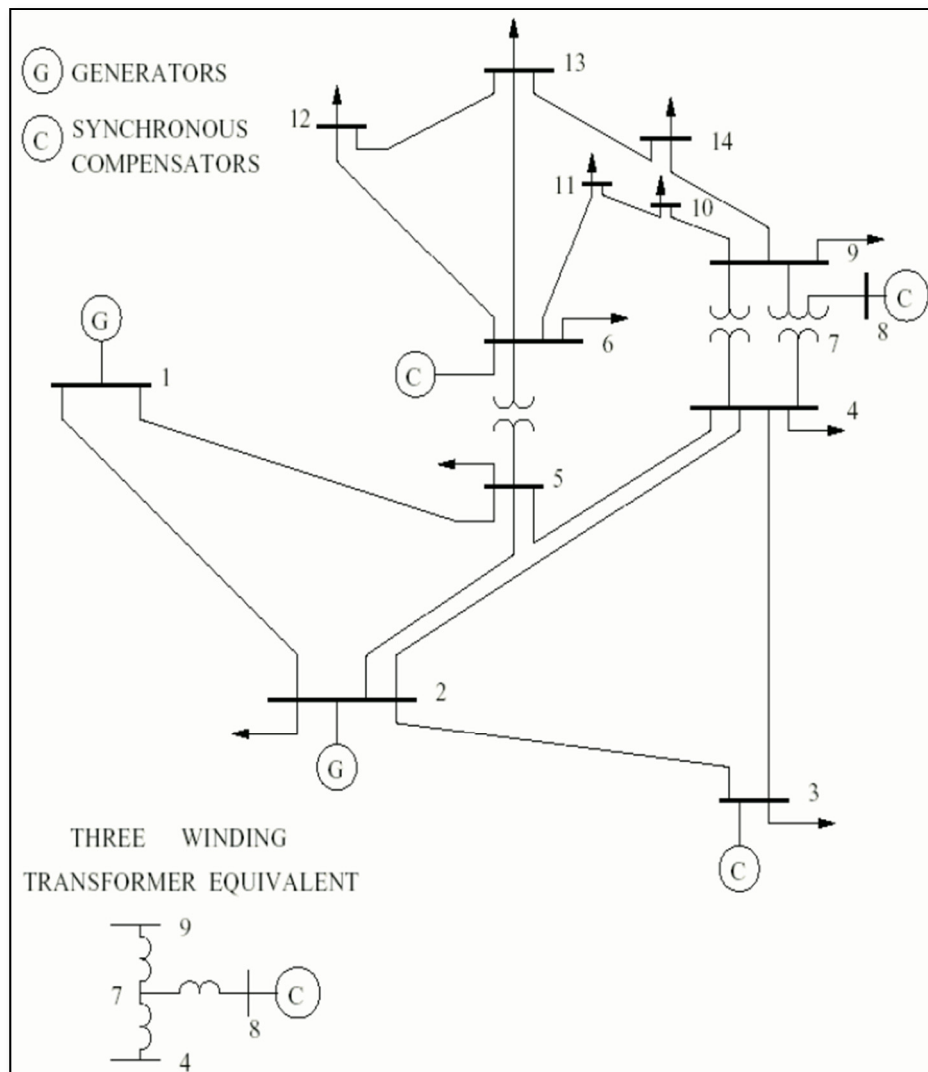 G GENERATORS
C SYNCHRONOUS
COMPENSATORS
13
12
14
11
10
9
C
8
7
G
1
6
C
4
5
2
G
3
C
THREE WINDING
TRANSFORMER EQUIVALENT
9
7
C
8
4